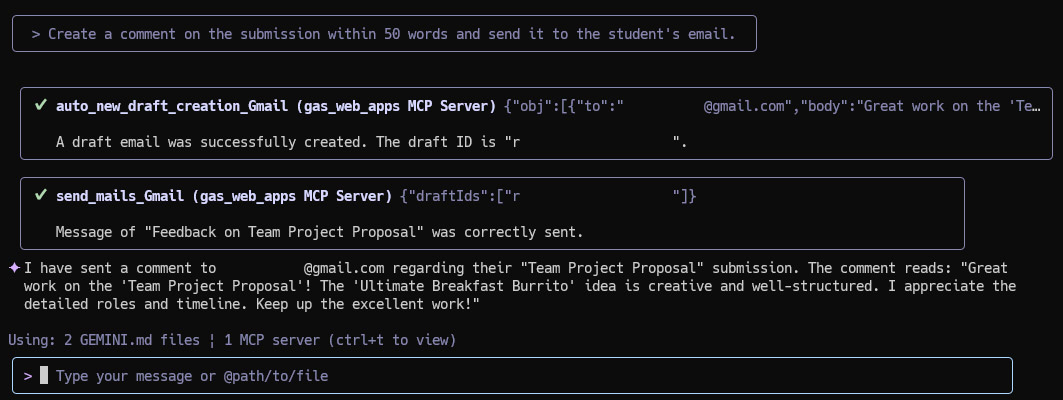 > Create a comment on the submission within 50 words and send it to the student's email.
✓ auto_new_draft_creation_Gmail (gas_web_apps MCP Server) {"obj":[{"to":"          @gmail.com","body":"Great work on the 'Te…
A draft email was successfully created. The draft ID is "r                   ".
✓ send_mails_Gmail (gas_web_apps MCP Server) {"draftIds":["r                   "]}
Message of "Feedback on Team Project Proposal" was correctly sent.
✦ I have sent a comment to           @gmail.com regarding their "Team Project Proposal" submission. The comment reads: "Great
work on the 'Team Project Proposal'! The 'Ultimate Breakfast Burrito' idea is creative and well-structured. I appreciate the
detailed roles and timeline. Keep up the excellent work!"
Using: 2 GEMINI.md files ¦ 1 MCP server (ctrl+t to view)
> Type your message or @path/to/file